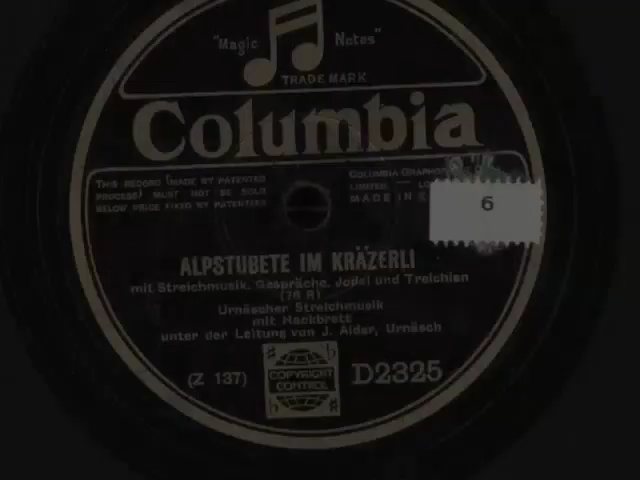 "Magic Notes"
TRADE MARK
Columbia
THIS RECORD (MADE BY PATENTED
PROCESS) MUST NOT BE SOLD
BELOW PRICE FIXED BY PATENTEES
COLUMBIA GRAPHO
LIMITED — LO
MADE IN E
6
ALPSTUBETE IM KRÄZERLI
mit Streichmusik, Gespräche, Jodel und Treichlen
(76 R)
Urnäscher Streichmusik
mit Hackbrett
unter der Leitung von J. Alder, Urnäsch
(Z 137)
COPYRIGHT
CONTROL
D2325